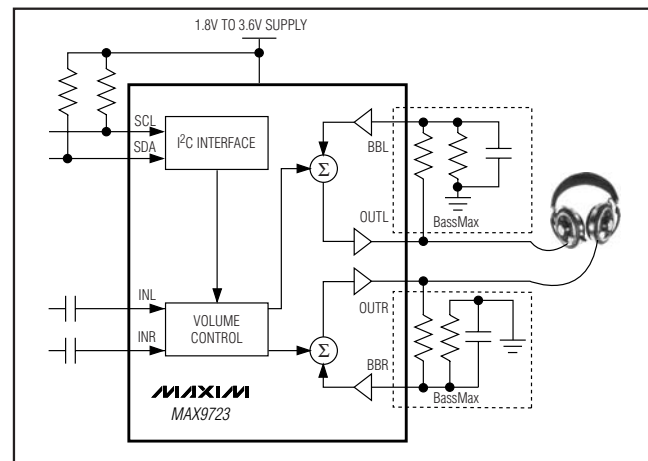 1.8V TO 3.6V SUPPLY
SCL
SDA
I²C INTERFACE
BBL
Σ
OUTL
BassMax
INL
INR
VOLUME
CONTROL
OUTR
Σ
BBR
BassMax
MAXIM
MAX9723